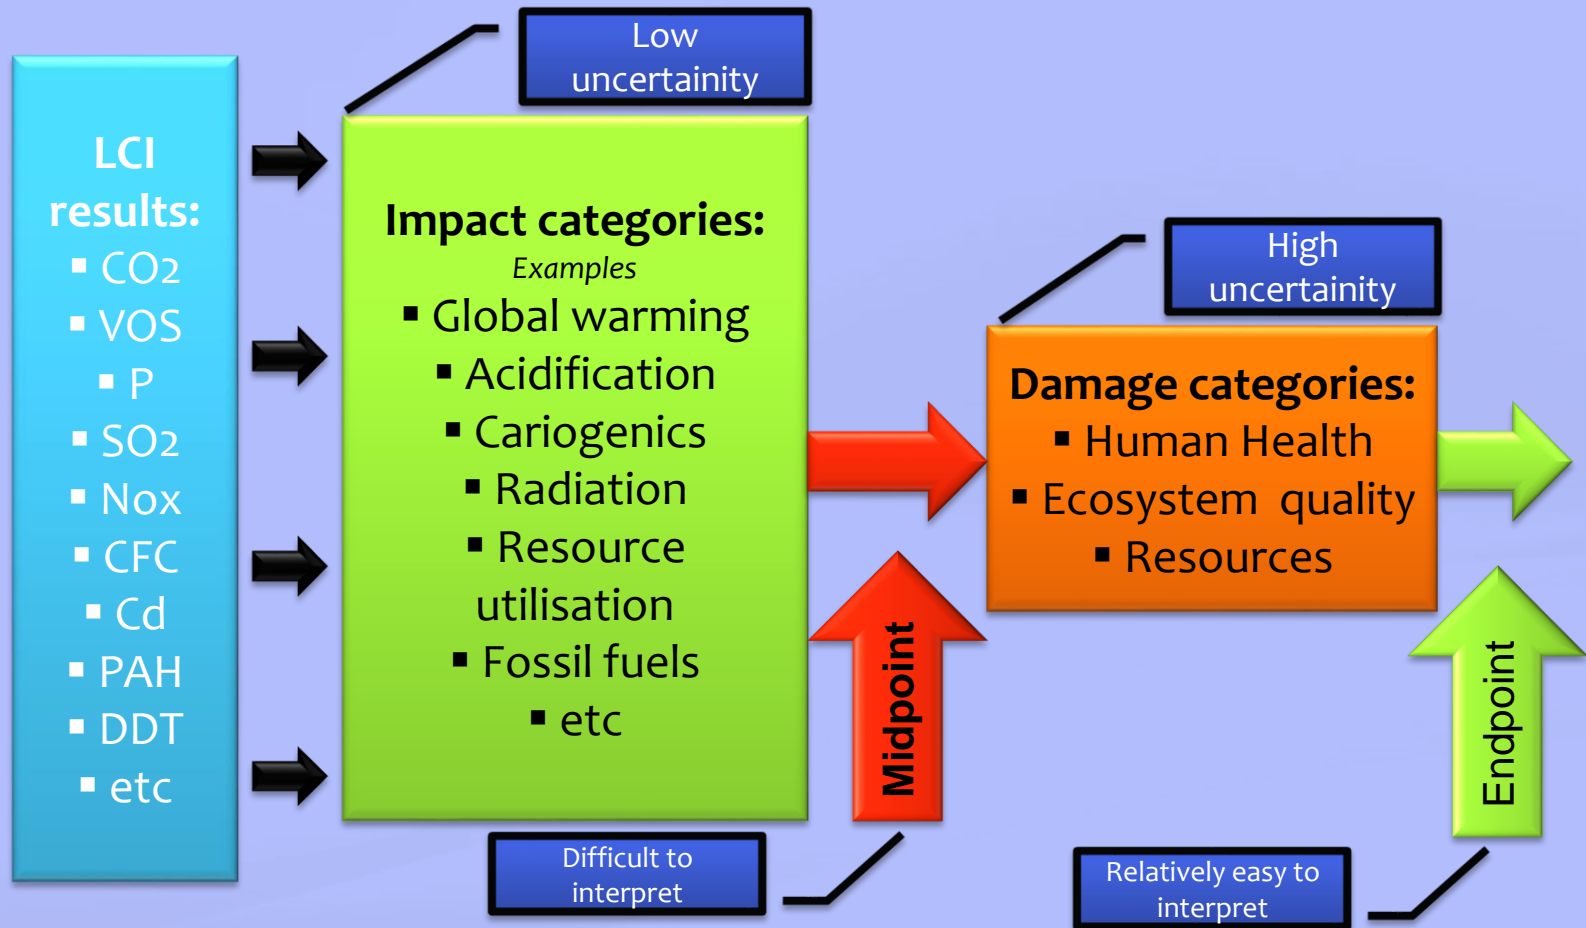 Low
uncertainity
LCI
results:
▪ CO2
▪ VOS
▪ P
▪ SO2
▪ Nox
▪ CFC
▪ Cd
▪ PAH
▪ DDT
▪ etc
Impact categories:
Examples
▪ Global warming
▪ Acidification
▪ Cariogenics
▪ Radiation
▪ Resource
utilisation
▪ Fossil fuels
▪ etc
High
uncertainity
Damage categories:
▪ Human Health
▪ Ecosystem quality
▪ Resources
Midpoint
Endpoint
Difficult to
interpret
Relatively easy to
interpret